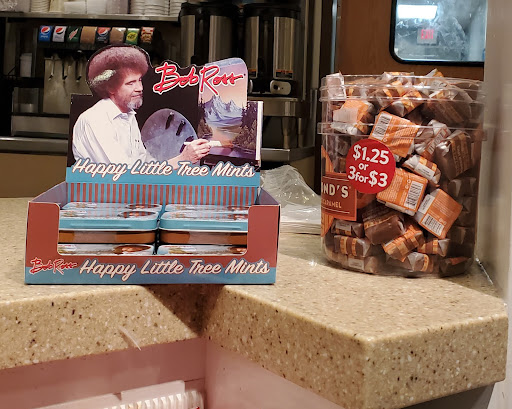 Bob Ross
Happy Little Tree Mints
$1.25
or
3 for $3
ND'S
CARAMEL
Bob Ross Happy Little Tree Mints